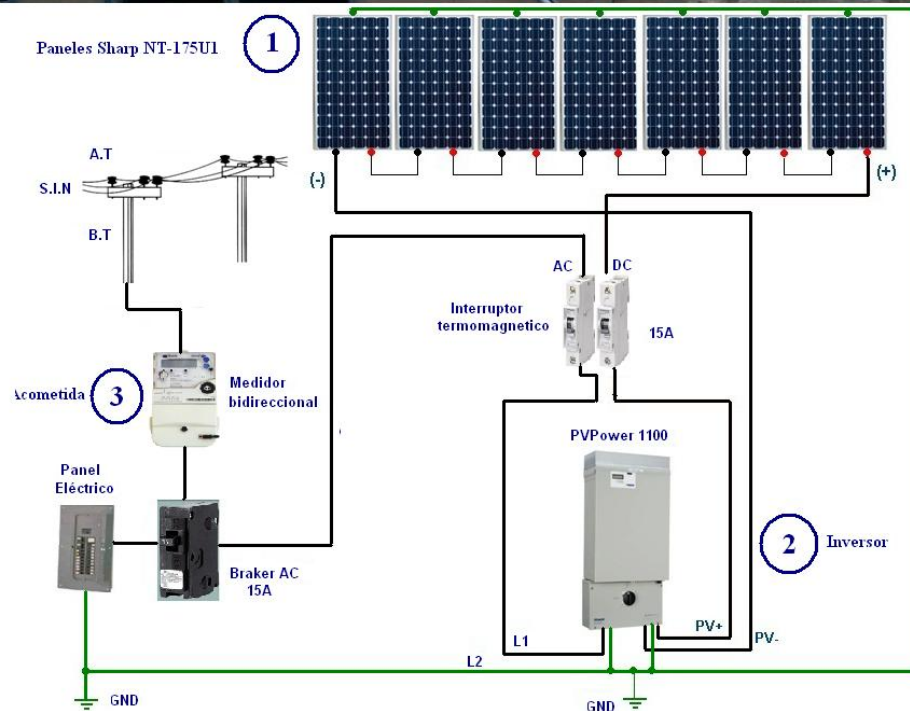 Paneles Sharp NT-175U1
1
A.T
S.I.N
B.T
(-)
(+)
AC
DC
Interruptor
termomagnetico
15A
Acometida
3
Medidor
bidireccional
PVPower 1100
Panel
Eléctrico
2
Inversor
Braker AC
15A
L1
PV+
PV-
L2
GND
GND